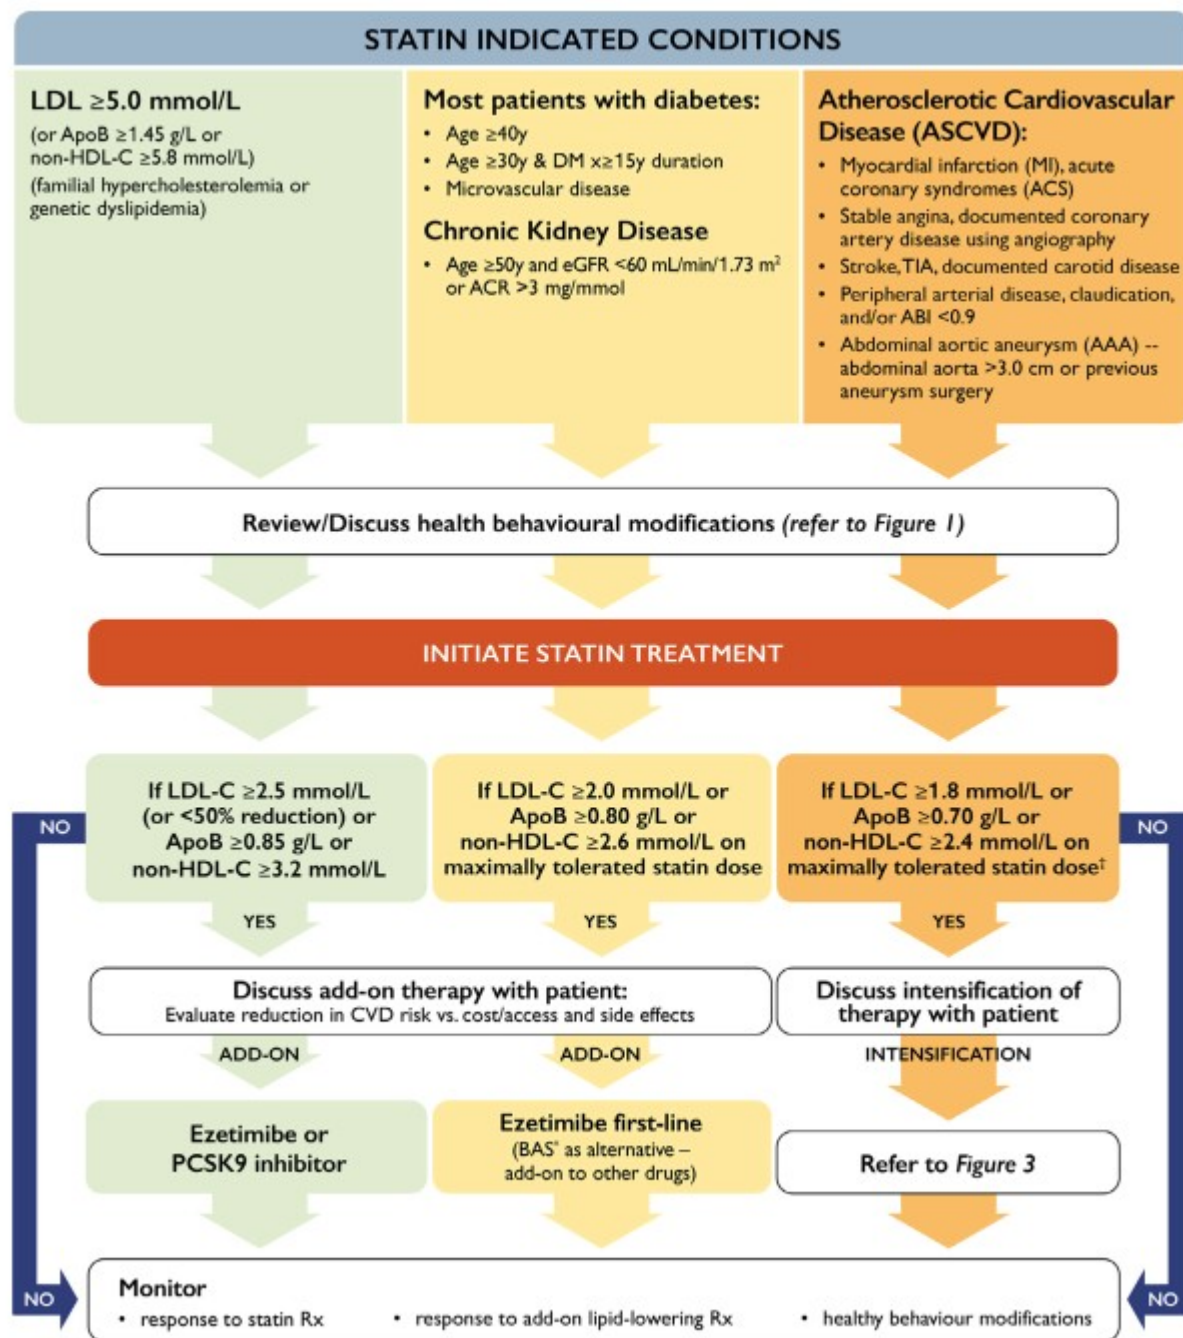 STATIN INDICATED CONDITIONS
LDL ≥5.0 mmol/L
(or ApoB ≥1.45 g/L or
non-HDL-C ≥5.8 mmol/L)
(familial hypercholesterolemia or
genetic dyslipidemia)
Most patients with diabetes:
• Age ≥40y
• Age ≥30y & DM x≥15y duration
• Microvascular disease
Chronic Kidney Disease
• Age ≥50y and eGFR <60 mL/min/1.73 m²
or ACR >3 mg/mmol
Atherosclerotic Cardiovascular
Disease (ASCVD):
• Myocardial infarction (MI), acute
coronary syndromes (ACS)
• Stable angina, documented coronary
artery disease using angiography
• Stroke, TIA, documented carotid disease
• Peripheral arterial disease, claudication,
and/or ABI <0.9
• Abdominal aortic aneurysm (AAA) --
abdominal aorta >3.0 cm or previous
aneurysm surgery
Review/Discuss health behavioural modifications (refer to Figure 1)
INITIATE STATIN TREATMENT
If LDL-C ≥2.5 mmol/L
(or <50% reduction) or
ApoB ≥0.85 g/L or
non-HDL-C ≥3.2 mmol/L
If LDL-C ≥2.0 mmol/L or
ApoB ≥0.80 g/L or
non-HDL-C ≥2.6 mmol/L on
maximally tolerated statin dose
If LDL-C ≥1.8 mmol/L or
ApoB ≥0.70 g/L or
non-HDL-C ≥2.4 mmol/L on
maximally tolerated statin dose†
NO
NO
YES
YES
YES
Discuss add-on therapy with patient:
Evaluate reduction in CVD risk vs. cost/access and side effects
Discuss intensification of
therapy with patient
ADD-ON
ADD-ON
INTENSIFICATION
Ezetimibe or
PCSK9 inhibitor
Ezetimibe first-line
(BAS* as alternative –
add-on to other drugs)
Refer to Figure 3
NO
NO
Monitor
• response to statin Rx
• response to add-on lipid-lowering Rx
• healthy behaviour modifications